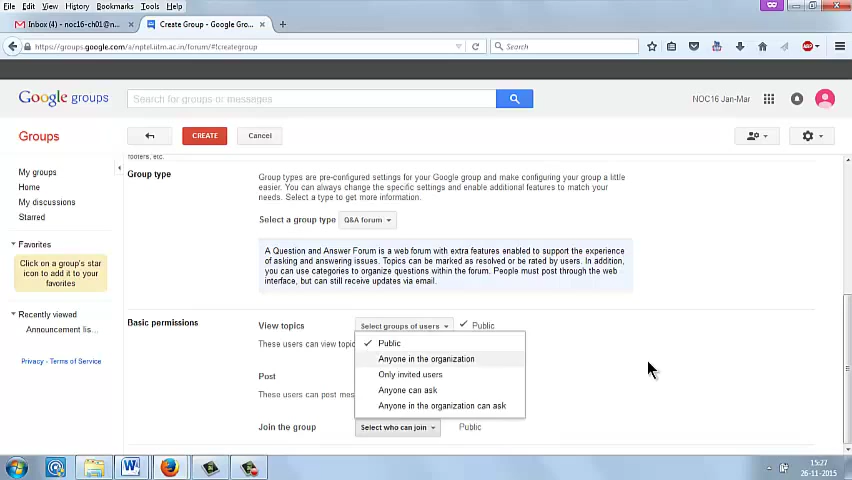 File Edit View History Bookmarks Tools Help
Inbox (4) - noc16-ch01@n...
Create Group - Google Gro...
https://groups.google.com/a/nptel.iitm.ac.in/forum/#!creategroup
Search
Google groups
Search for groups or messages
NOC16 Jan-Mar
Groups
CREATE
Cancel
footers, etc.
My groups
Home
My discussions
Starred
Favorites
Click on a group's star
icon to add it to your
favorites
Recently viewed
Announcement lis...
Privacy - Terms of Service
Group type
Group types are pre-configured settings for your Google group and make configuring your group a little
easier. You can always change the specific settings and enable additional features to match your
needs. Select a type to get more information.
Select a group type Q&A forum
A Question and Answer Forum is a web forum with extra features enabled to support the experience
of asking and answering issues. Topics can be marked as resolved or be rated by users. In addition,
you can use categories to organize questions within the forum. People must post through the web
interface, but can still receive updates via email.
Basic permissions
View topics Select groups of users Public
These users can view topic
Public
Anyone in the organization
Only invited users
Anyone can ask
Anyone in the organization can ask
Post
These users can post mes
Join the group Select who can join Public
15:27
26-11-2015